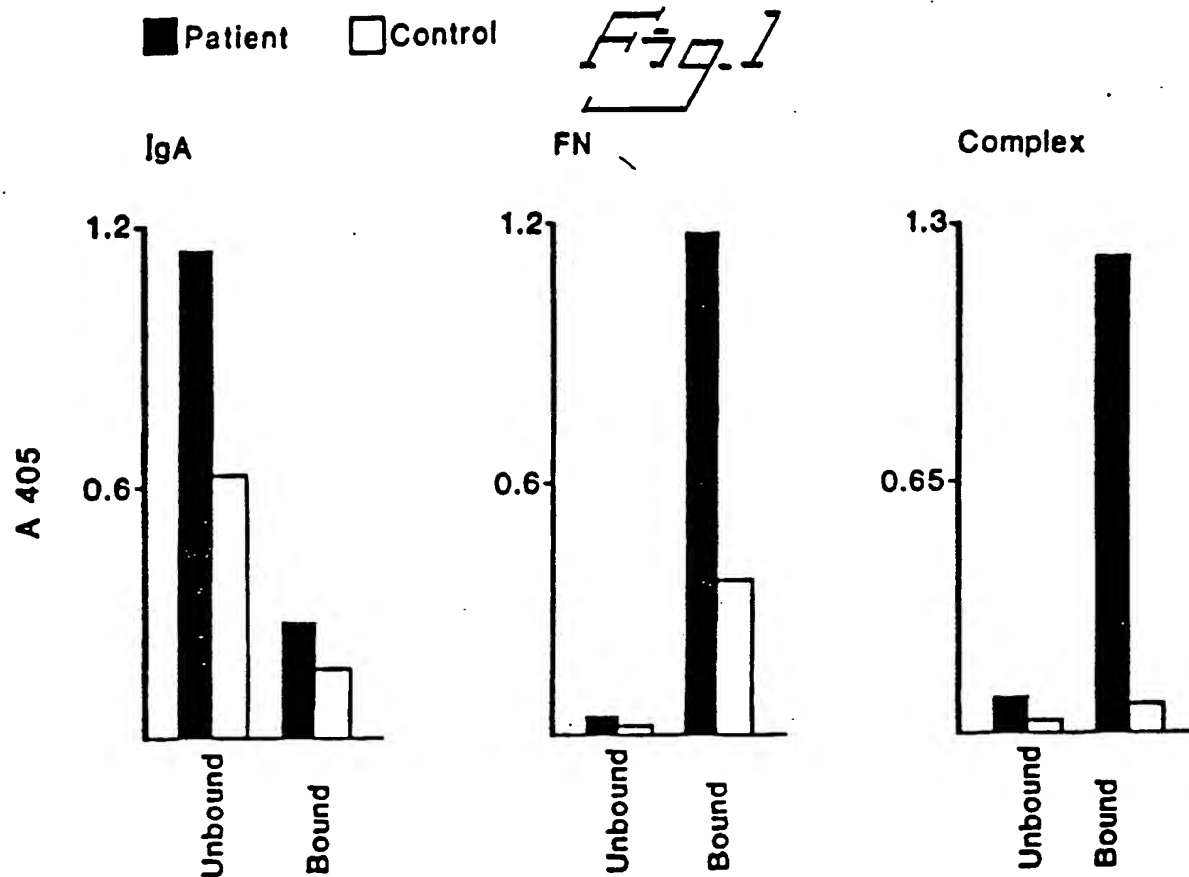 Patient Control
Fig. 1
IgA
FN
Complex
1.2
0.6
A 405
Unbound
Bound
1.2
0.6
Unbound
Bound
1.3
0.65
Unbound
Bound